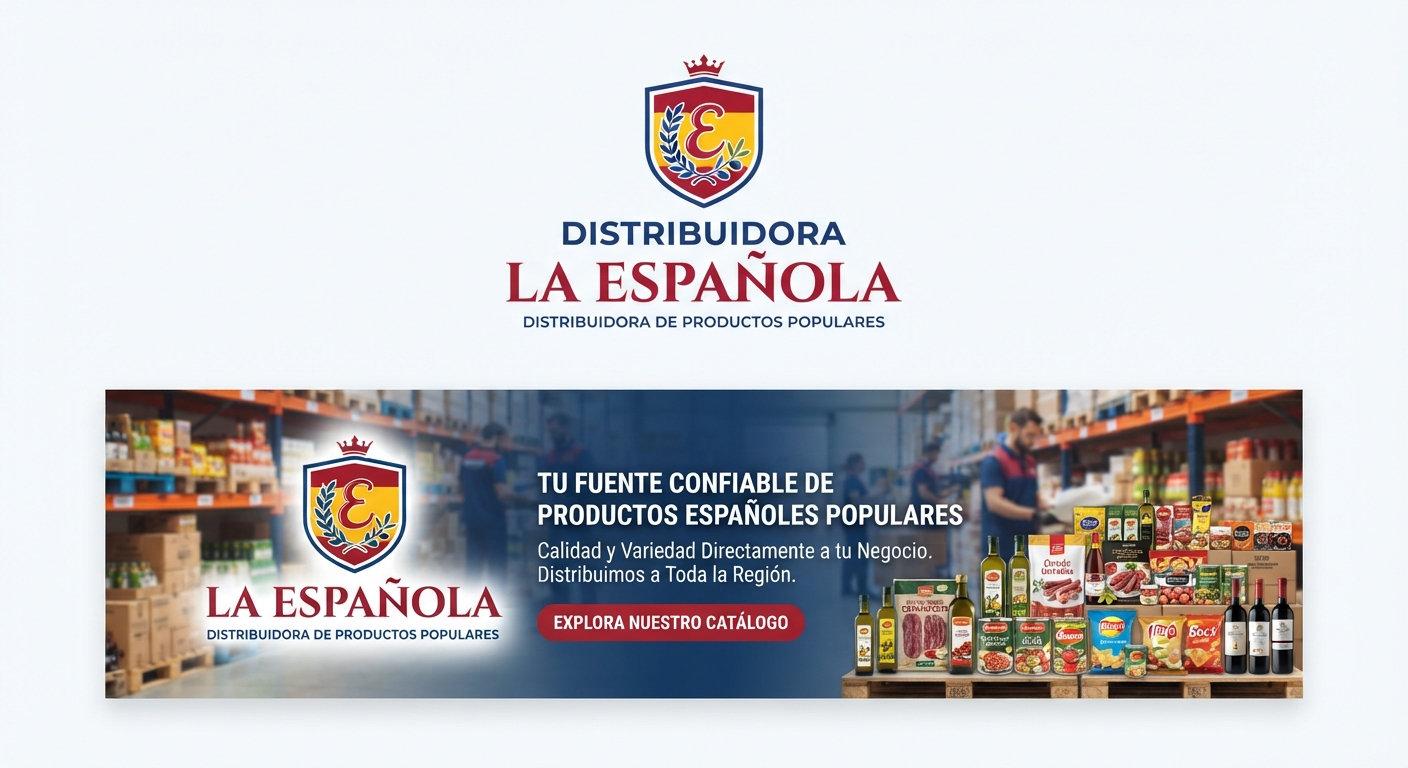 E
DISTRIBUIDORA
LA ESPAÑOLA
DISTRIBUIDORA DE PRODUCTOS POPULARES
E
LA ESPAÑOLA
DISTRIBUIDORA DE PRODUCTOS POPULARES
TU FUENTE CONFIABLE DE
PRODUCTOS ESPAÑOLES POPULARES
Calidad y Variedad Directamente a tu Negocio.
Distribuimos a Toda la Región.
EXPLORA NUESTRO CATÁLOGO